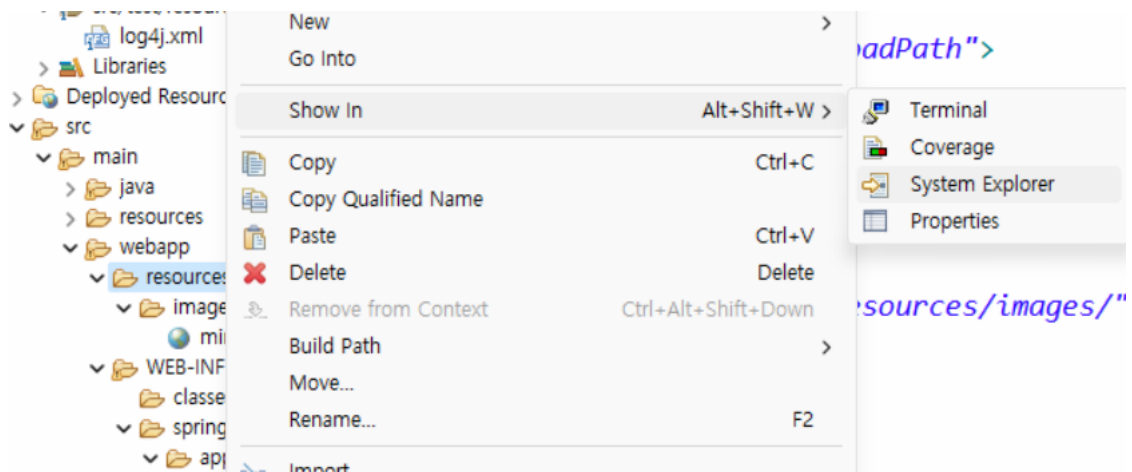 New
log4j.xml
Go Into
Libraries
Deployed Resourc
Show In Alt+Shift+W
src
main
Copy Ctrl+C
java
Copy Qualified Name
resources
Paste Ctrl+V
webapp
resources
Delete Delete
image
Remove from Context Ctrl+Alt+Shift+Down
mi
Build Path
WEB-INF
classe
Move...
spring
Rename... F2
app
Import
oadPath">
Terminal
Coverage
System Explorer
Properties
esources/images/"